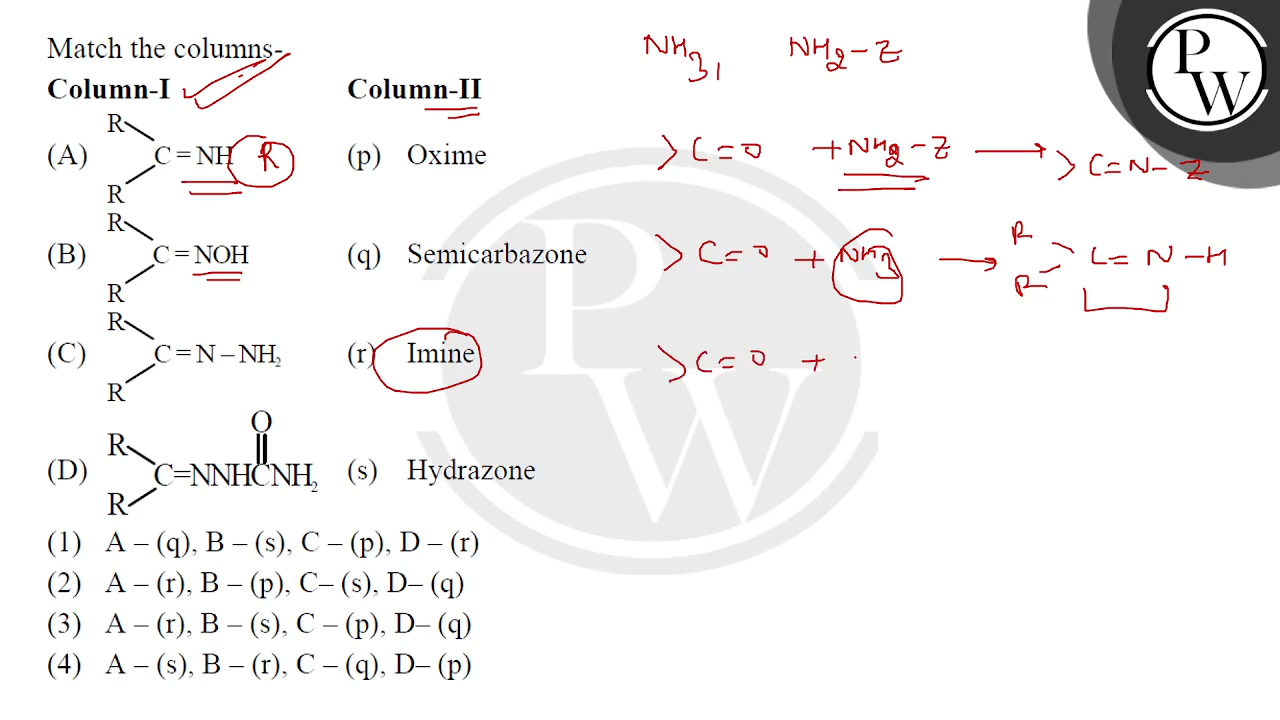 Match the columns-
Column-I Column-II
(A) R R C = NH R (p) Oxime
(B) R R C = NOH (q) Semicarbazone
(C) R R C = N – NH₂ (r) Imine
(D) R R C=NNHCNH₂ O (s) Hydrazone
(1) A – (q), B – (s), C – (p), D – (r)
(2) A – (r), B – (p), C– (s), D– (q)
(3) A – (r), B – (s), C – (p), D– (q)
(4) A – (s), B – (r), C – (q), D– (p)
NH₃, NH₂–Z
>C=O + NH₂–Z → >C=N–Z
>C=O + NH₃ → R R >C=N–H
>C=O +
P W
P W